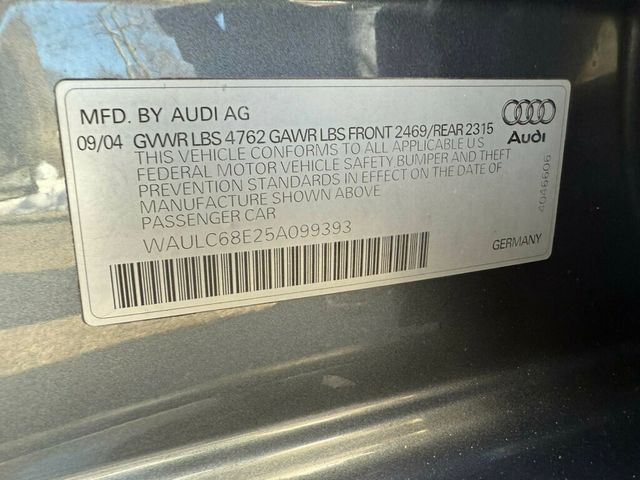 MFD. BY AUDI AG
09/04 GVWR LBS 4762 GAWR LBS FRONT 2469/REAR 2315
THIS VEHICLE CONFORMS TO ALL APPLICABLE U S
FEDERAL MOTOR VEHICLE SAFETY BUMPER AND THEFT
PREVENTION STANDARDS IN EFFECT ON THE DATE OF
MANUFACTURE SHOWN ABOVE
PASSENGER CAR
WAULC68E25A099393
Audi
4046606
GERMANY